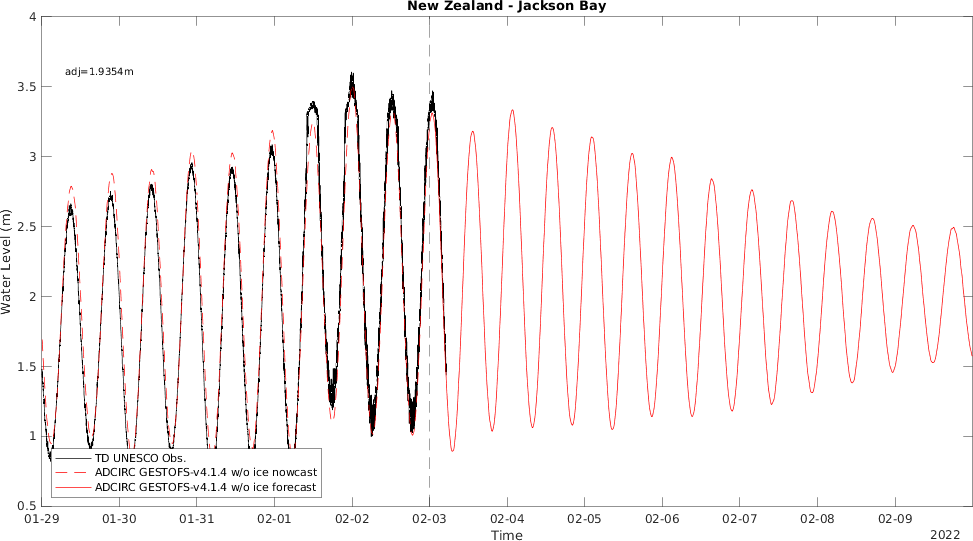 New Zealand - Jackson Bay
adj=1.9354m
Water Level (m)
4
3.5
3
2.5
2
1.5
1
0.5
TD UNESCO Obs.
ADCIRC GESTOFS-v4.1.4 w/o ice nowcast
ADCIRC GESTOFS-v4.1.4 w/o ice forecast
01-29 01-30 01-31 02-01 02-02 02-03 02-04 02-05 02-06 02-07 02-08 02-09
Time
2022